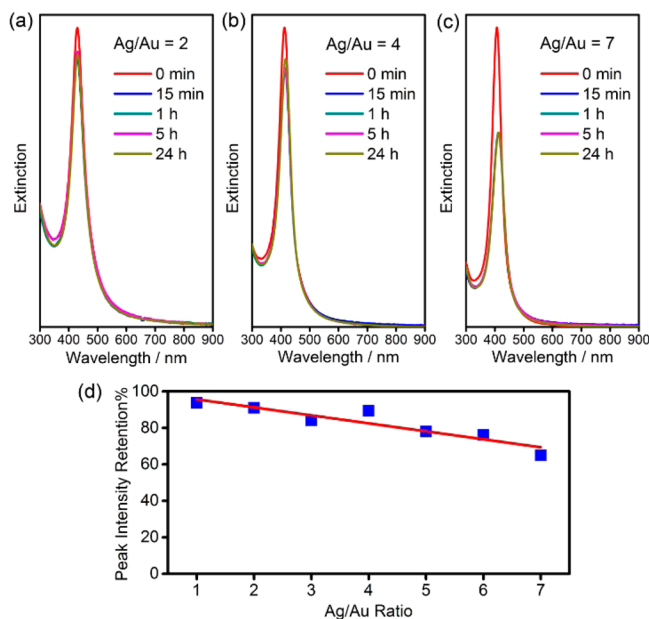 (a)
Ag/Au = 2
0 min
15 min
1 h
5 h
24 h
Extinction
300 400 500 600 700 800 900
Wavelength / nm
(b)
Ag/Au = 4
0 min
15 min
1 h
5 h
24 h
Extinction
300 400 500 600 700 800 900
Wavelength / nm
(c)
Ag/Au = 7
0 min
15 min
1 h
5 h
24 h
Extinction
300 400 500 600 700 800 900
Wavelength / nm
(d)
Peak Intensity Retention%
100
80
60
40
20
0
1 2 3 4 5 6 7
Ag/Au Ratio